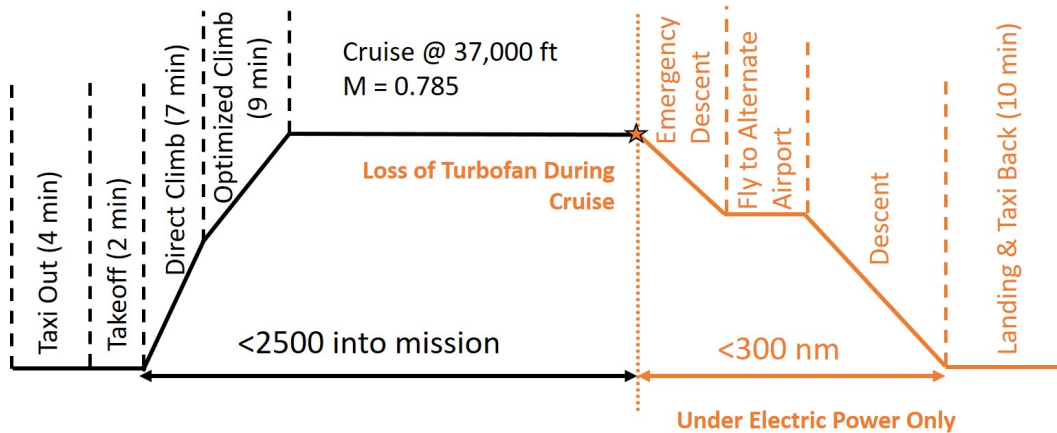 Taxi Out (4 min)
Takeoff (2 min)
Direct Climb (7 min)
Optimized Climb
(9 min)
Cruise @ 37,000 ft
M = 0.785
Loss of Turbofan During
Cruise
Emergency
Descent
Fly to Alternate
Airport
Descent
Landing & Taxi Back (10 min)
<2500 into mission
<300 nm
Under Electric Power Only